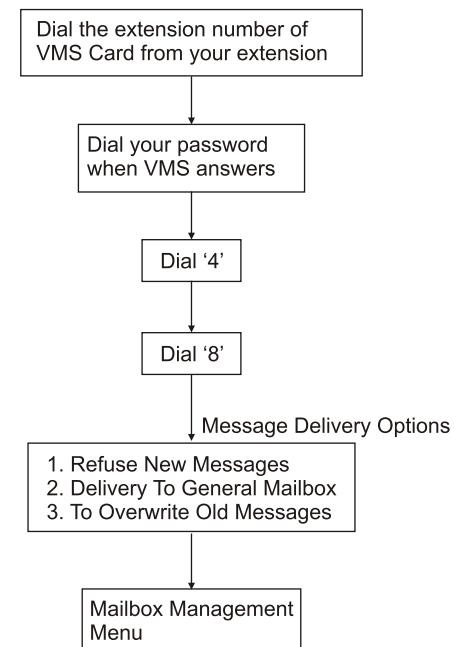 Dial the extension number of
VMS Card from your extension
Dial your password
when VMS answers
Dial ‘4’
Dial ‘8’
Message Delivery Options
1. Refuse New Messages
2. Delivery To General Mailbox
3. To Overwrite Old Messages
Mailbox Management
Menu